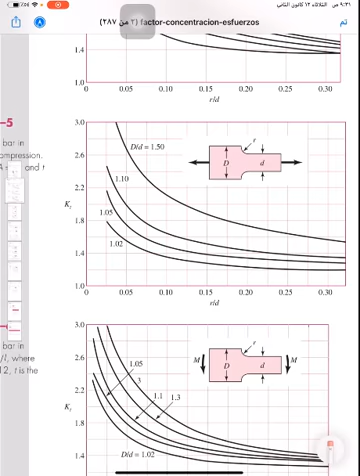 ٩:٣١ ص الثلاثاء ١٢ كانون الثاني
factor-concentracion-esfuerzos (٢ من ٢٨٧)
تم
1.4
1.0
0 0.05 0.10 0.15 0.20 0.25 0.30
r/d
–5
bar in
ompression.
and t
3.0
D/d = 1.50
r
D d
2.6
1.10
2.2
Kt
1.05
1.8
1.02
1.4
1.0
0 0.05 0.10 0.15 0.20 0.25 0.30
r/d
bar in
/I, where
12, t is the
3.0
r
M D d M
1.05
2.6
3
1.1 1.3
2.2
Kt
1.8
D/d = 1.02
1.4